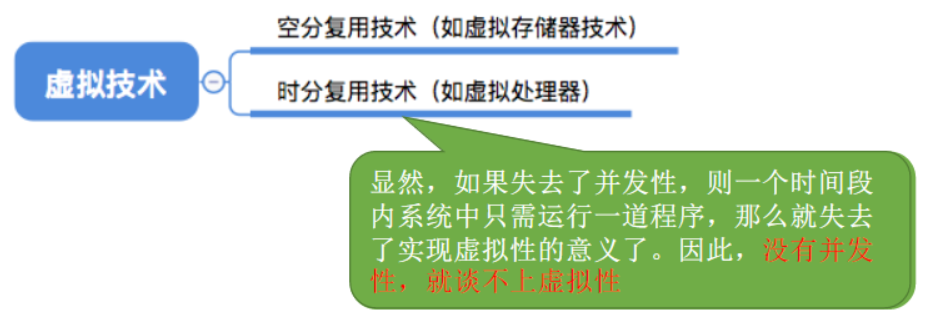 空分复用技术（如虚拟存储器技术）
虚拟技术
时分复用技术（如虚拟处理器）
显然，如果失去了并发性，则一个时间段
内系统中只需运行一道程序，那么就失去
了实现虚拟性的意义了。因此，没有并发
性，就谈不上虚拟性